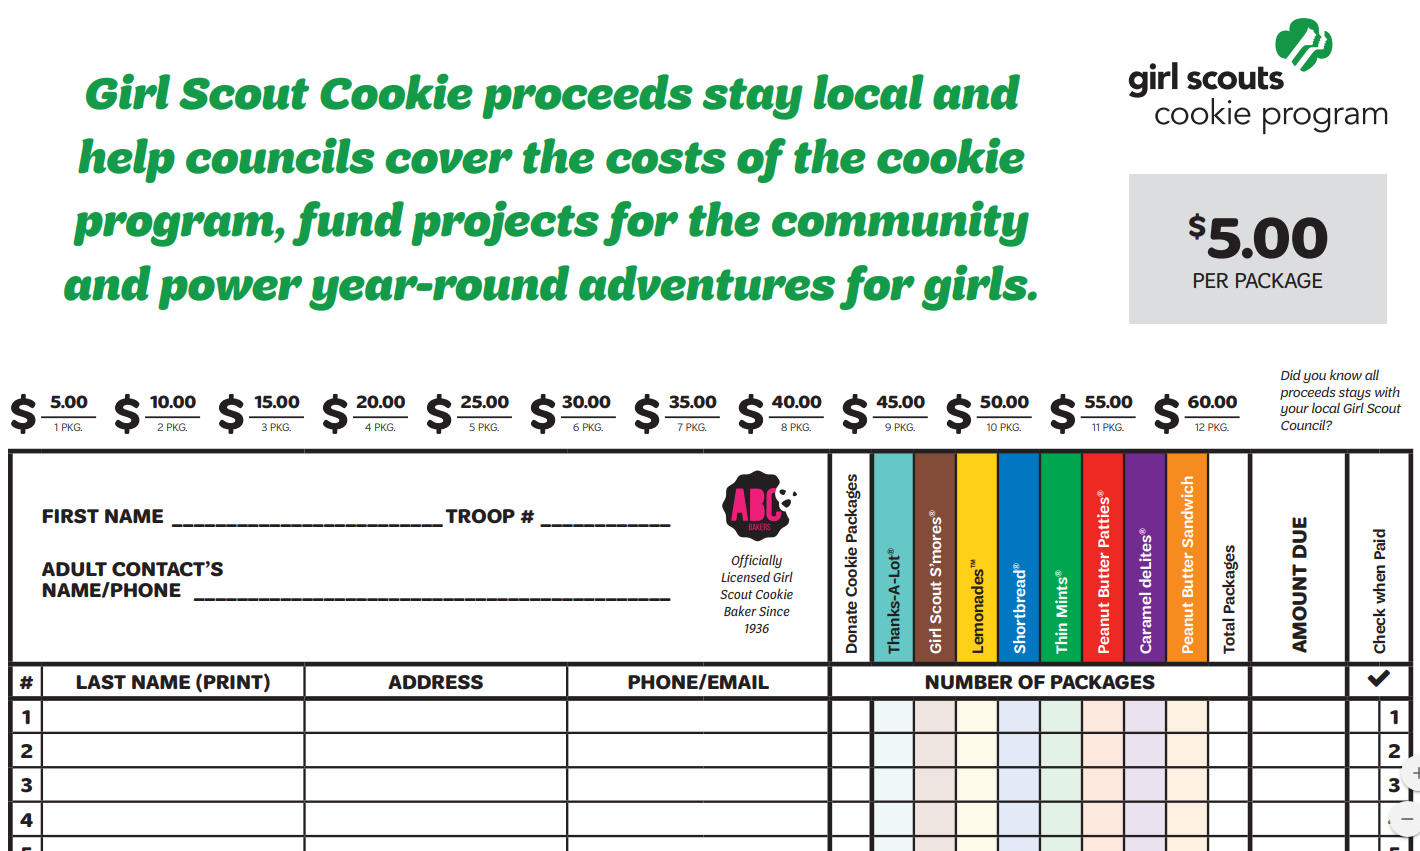 Girl Scout Cookie proceeds stay local and
help councils cover the costs of the cookie
program, fund projects for the community
and power year-round adventures for girls.
girl scouts
cookie program
$5.00
PER PACKAGE
$ 5.00 $ 10.00 $ 15.00 $ 20.00 $ 25.00 $ 30.00 $ 35.00 $ 40.00 $ 45.00 $ 50.00 $ 55.00 $ 60.00
1 PKG. 2 PKG. 3 PKG. 4 PKG. 5 PKG. 6 PKG. 7 PKG. 8 PKG. 9 PKG. 10 PKG. 11 PKG. 12 PKG.
Did you know all
proceeds stays with
your local Girl Scout
Council?
FIRST NAME ________________________ TROOP # ____________
ADULT CONTACT'S
NAME/PHONE ____________________________________________
ABC
BAKERS
Officially
Licensed Girl
Scout Cookie
Baker Since
1936
Donate Cookie Packages
Thanks-A-Lot®
Girl Scout S'mores®
Lemonades™
Shortbread®
Thin Mints®
Peanut Butter Patties®
Caramel deLites®
Peanut Butter Sandwich
Total Packages
AMOUNT DUE
Check when Paid
# LAST NAME (PRINT) ADDRESS PHONE/EMAIL NUMBER OF PACKAGES ✔
1 1
2 2
3 3
4